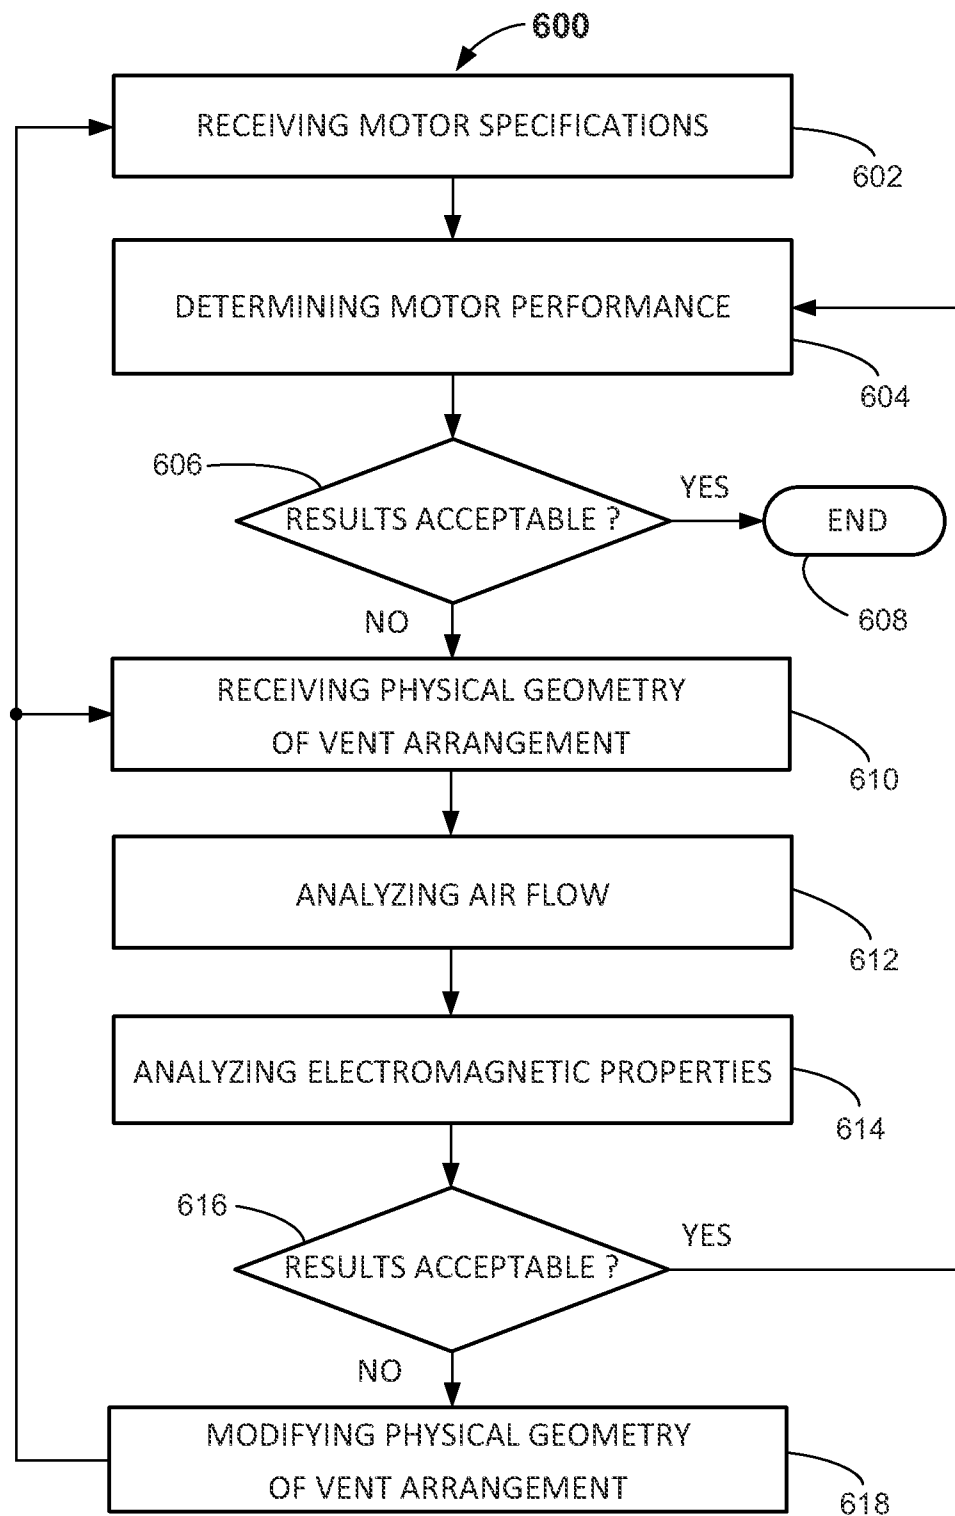 600
RECEIVING MOTOR SPECIFICATIONS
602
DETERMINING MOTOR PERFORMANCE
604
606
RESULTS ACCEPTABLE ?
YES
END
608
NO
RECEIVING PHYSICAL GEOMETRY
OF VENT ARRANGEMENT
610
ANALYZING AIR FLOW
612
ANALYZING ELECTROMAGNETIC PROPERTIES
614
616
RESULTS ACCEPTABLE ?
YES
NO
MODIFYING PHYSICAL GEOMETRY
OF VENT ARRANGEMENT
618